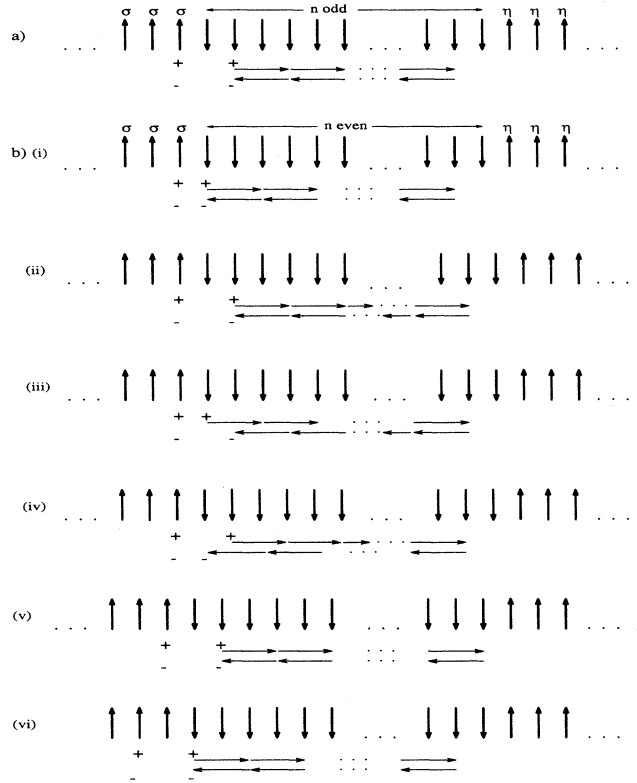 σ σ σ n odd η η η
a)
. . . . . . . . .
+ +
- - . . .
σ σ σ n even η η η
b) (i)
. . . . . .
+ +
- - . . .
(ii)
. . . . . . . . .
+ +
- - . . .
(iii)
. . . . . . . . .
+ +
- - . . .
(iv)
. . . . . . . . .
+ +
- - . . .
(v)
. . . . . . . . .
+ +
- - . . .
(vi)
. . . . . .
+ +
- - . . .